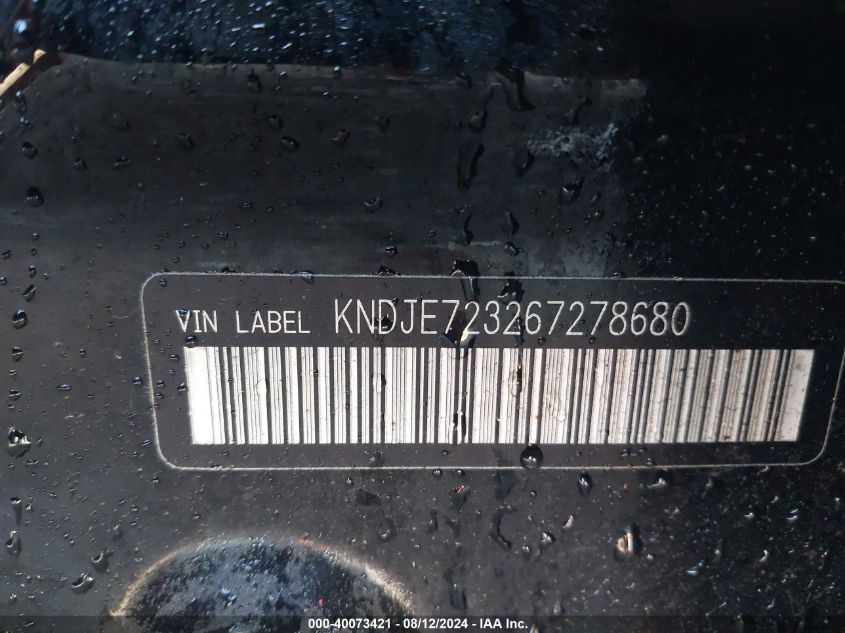 VIN LABEL KNDJE723267278680
000-40073421 - 08/12/2024 - IAA Inc.